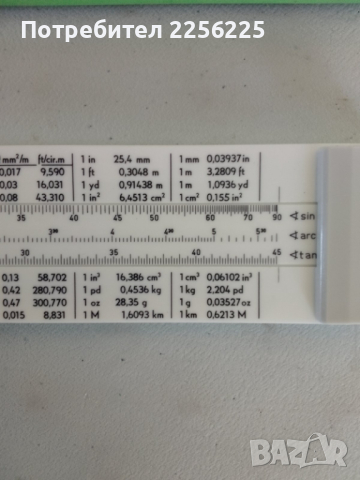 Потребител 2256225
mm²/m ft/cir.m 1 in 25,4 mm 1 mm 0,03937 in
0,017 9,590 1 ft 0,3048 m 1 m 3,2809 ft
0,03 16,031 1 yd 0,91438 m 1 m 1,0936 yd
0,08 43,310 1 in² 6,4513 cm² 1 cm² 0,155 in²
35 40 45 50 60 70 90 ∢ sin
4 4 5 ∢ arc
30 35 40 45 ∢ tan
0,13 58,702 1 in³ 16,386 cm³ 1 cm³ 0,06102 in³
0,42 280,790 1 pd 0,4536 kg 1 kg 2,204 pd
0,47 300,770 1 oz 28,35 g 1 g 0,03527 oz
0,015 8,831 1 M 1,6093 km 1 km 0,6213 M
BAZAR